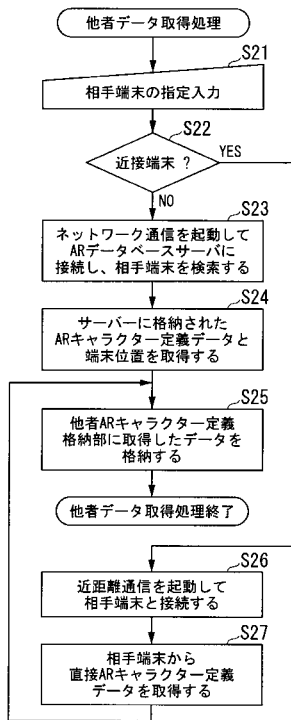 他者データ取得処理
S21
相手端末の指定入力
S22
近接端末 ?
YES
NO
S23
ネットワーク通信を起動して
ARデータベースサーバに
接続し、相手端末を検索する
S24
サーバーに格納された
ARキャラクター定義データと
端末位置を取得する
S25
他者ARキャラクター定義
格納部に取得したデータを
格納する
他者データ取得処理終了
S26
近距離通信を起動して
相手端末と接続する
S27
相手端末から
直接ARキャラクター定義
データを取得する